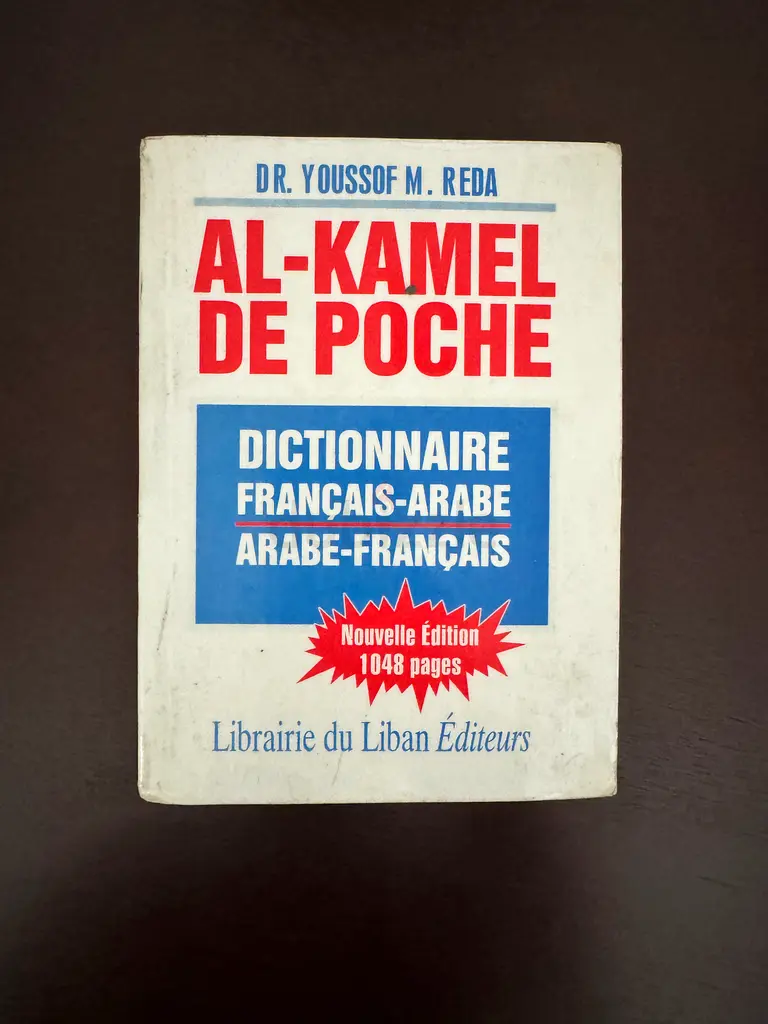 DR. YOUSSOF M. REDA
AL-KAMEL
DE POCHE
DICTIONNAIRE
FRANÇAIS-ARABE
ARABE-FRANÇAIS
Nouvelle Édition
1048 pages
Librairie du Liban Éditeurs